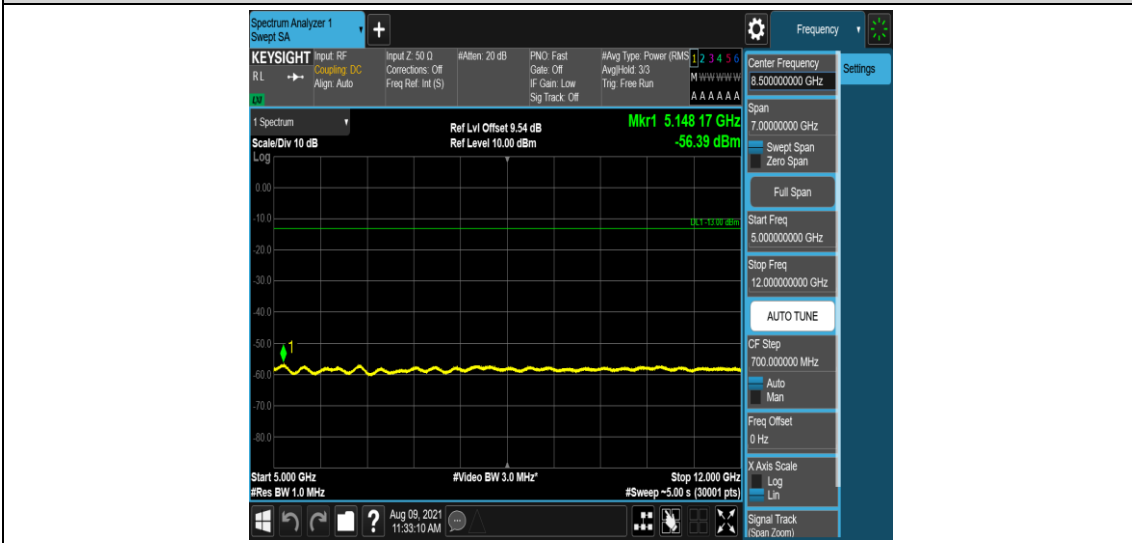 Spectrum Analyzer 1
Swept SA
+
Frequency
KEYSIGHT
RL
LXI
Input: RF
Coupling: DC
Align: Auto
Input Z: 50 Ω
Corrections: Off
Freq Ref: Int (S)
#Atten: 20 dB
PNO: Fast
Gate: Off
IF Gain: Low
Sig Track: Off
#Avg Type: Power (RMS
Avg|Hold: 3/3
Trig: Free Run
1 2 3 4 5 6
M W W W W W
A A A A A A
1 Spectrum
Scale/Div 10 dB
Log
Ref Lvl Offset 9.54 dB
Ref Level 10.00 dBm
Mkr1 5.148 17 GHz
-56.39 dBm
0.00
-10.0
DL1 -13.00 dBm
-20.0
-30.0
-40.0
-50.0
1
-60.0
-70.0
-80.0
Start 5.000 GHz
#Res BW 1.0 MHz
#Video BW 3.0 MHz*
Stop 12.000 GHz
#Sweep ~5.00 s (30001 pts)
?
Aug 09, 2021
11:33:10 AM
Center Frequency
8.500000000 GHz
Settings
Span
7.00000000 GHz
Swept Span
Zero Span
Full Span
Start Freq
5.000000000 GHz
Stop Freq
12.000000000 GHz
AUTO TUNE
CF Step
700.000000 MHz
Auto
Man
Freq Offset
0 Hz
X Axis Scale
Log
Lin
Signal Track
(Span Zoom)